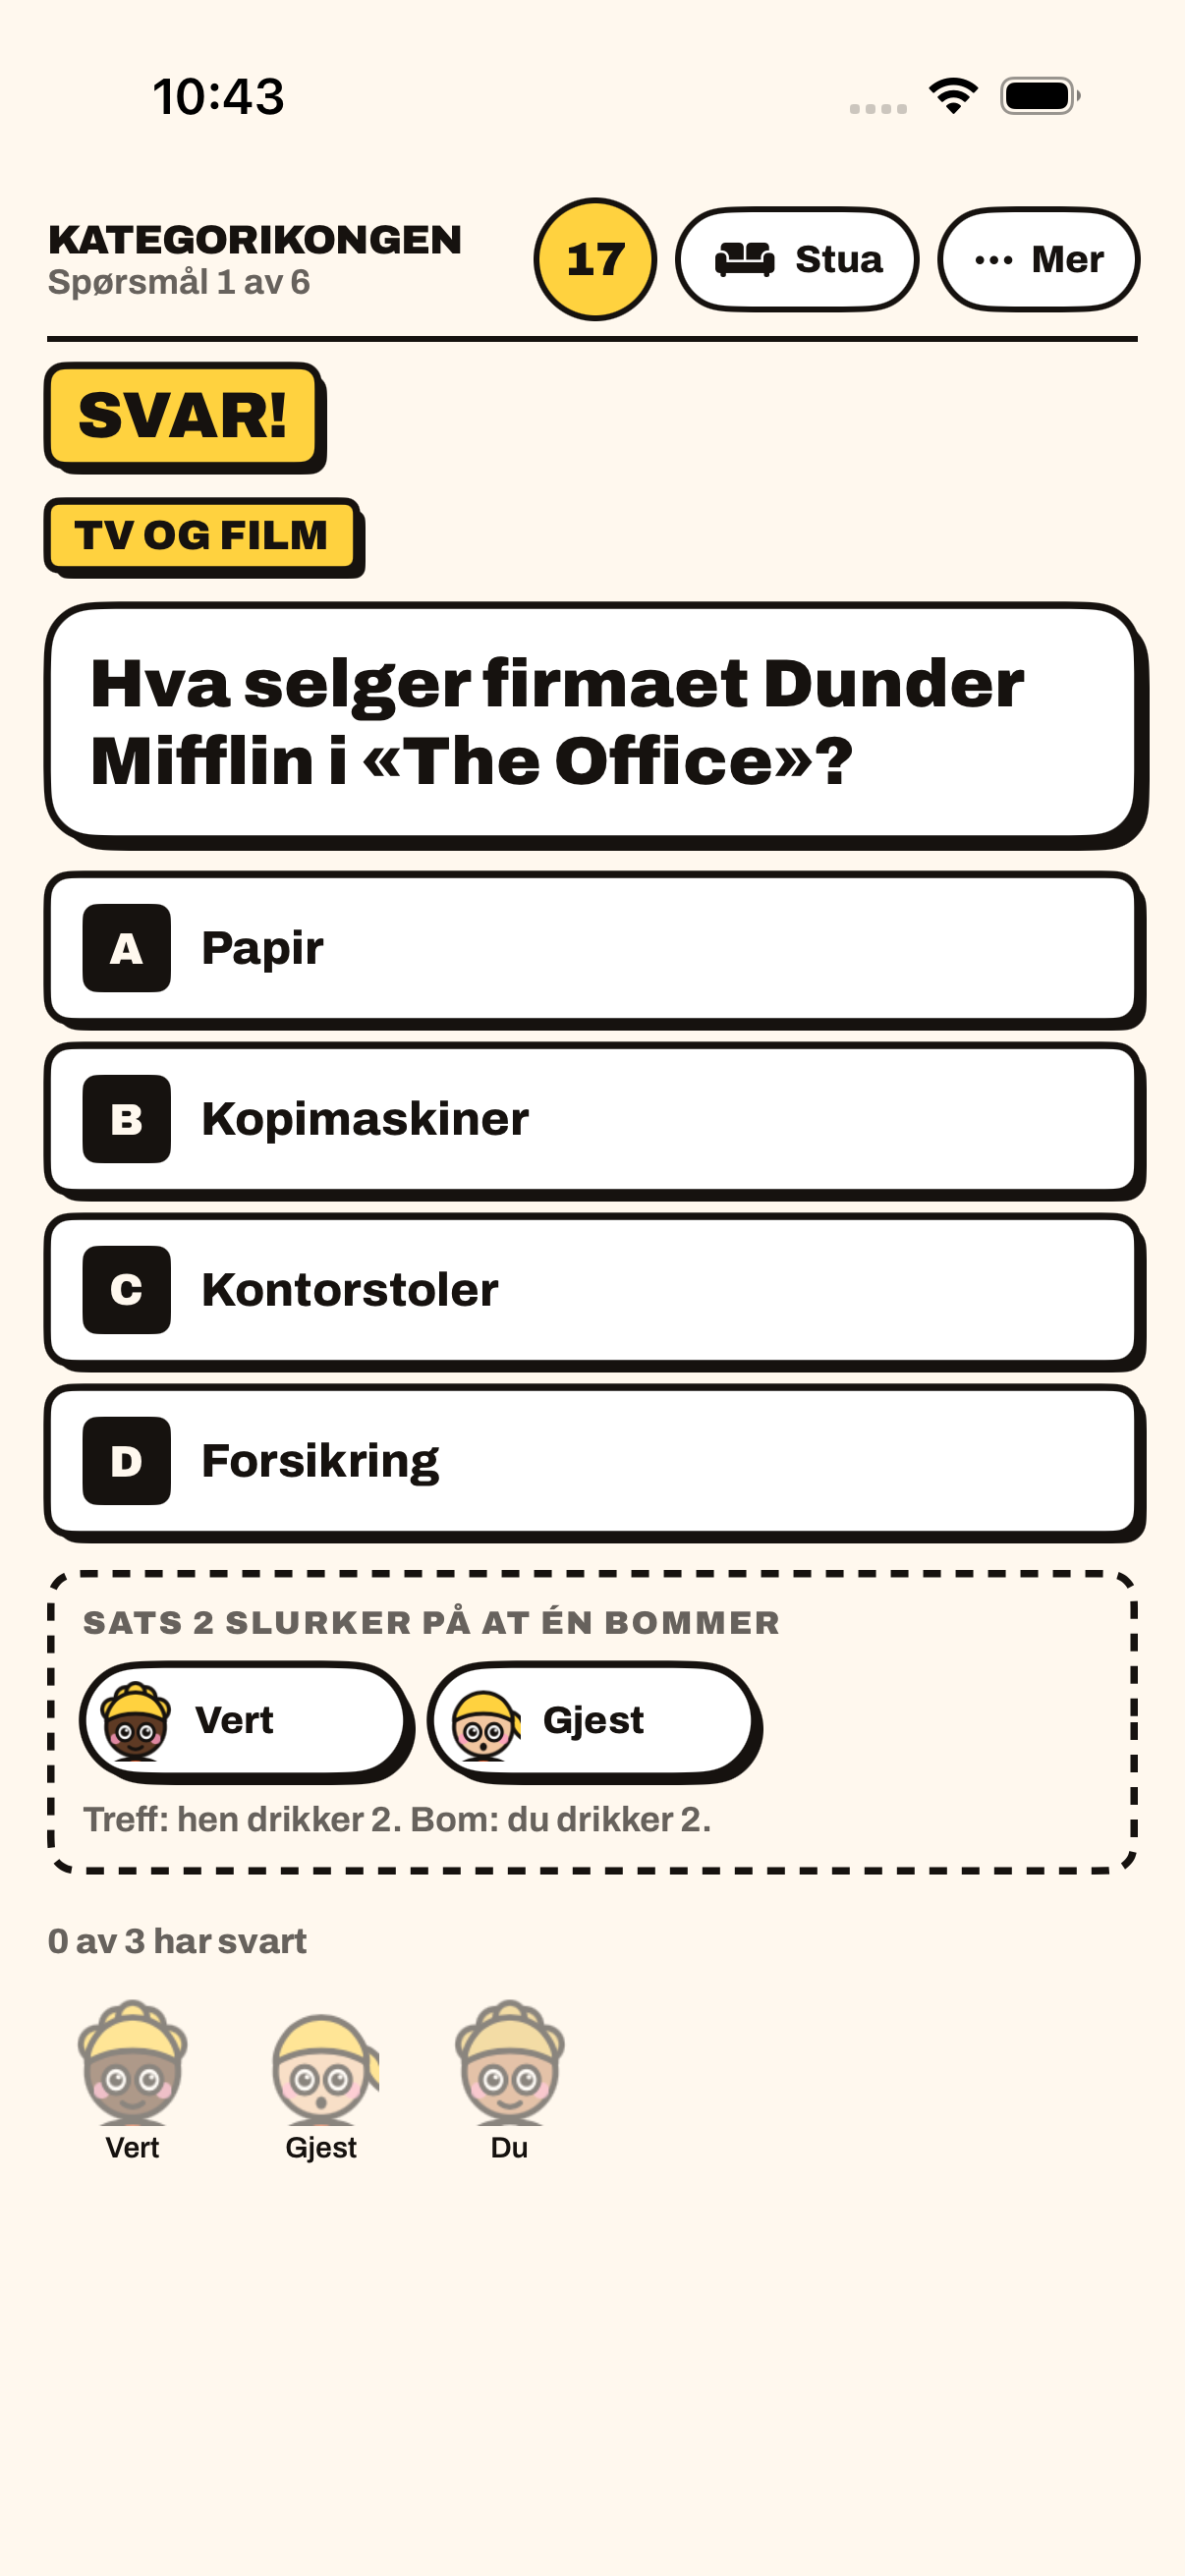 10:43
KATEGORIKONGEN
Spørsmål 1 av 6
17
Stua
Mer
SVAR!
TV OG FILM
Hva selger firmaet Dunder
Mifflin i «The Office»?
A Papir
B Kopimaskiner
C Kontorstoler
D Forsikring
SATS 2 SLURKER PÅ AT ÉN BOMMER
Vert Gjest
Treff: hen drikker 2. Bom: du drikker 2.
0 av 3 har svart
Vert Gjest Du